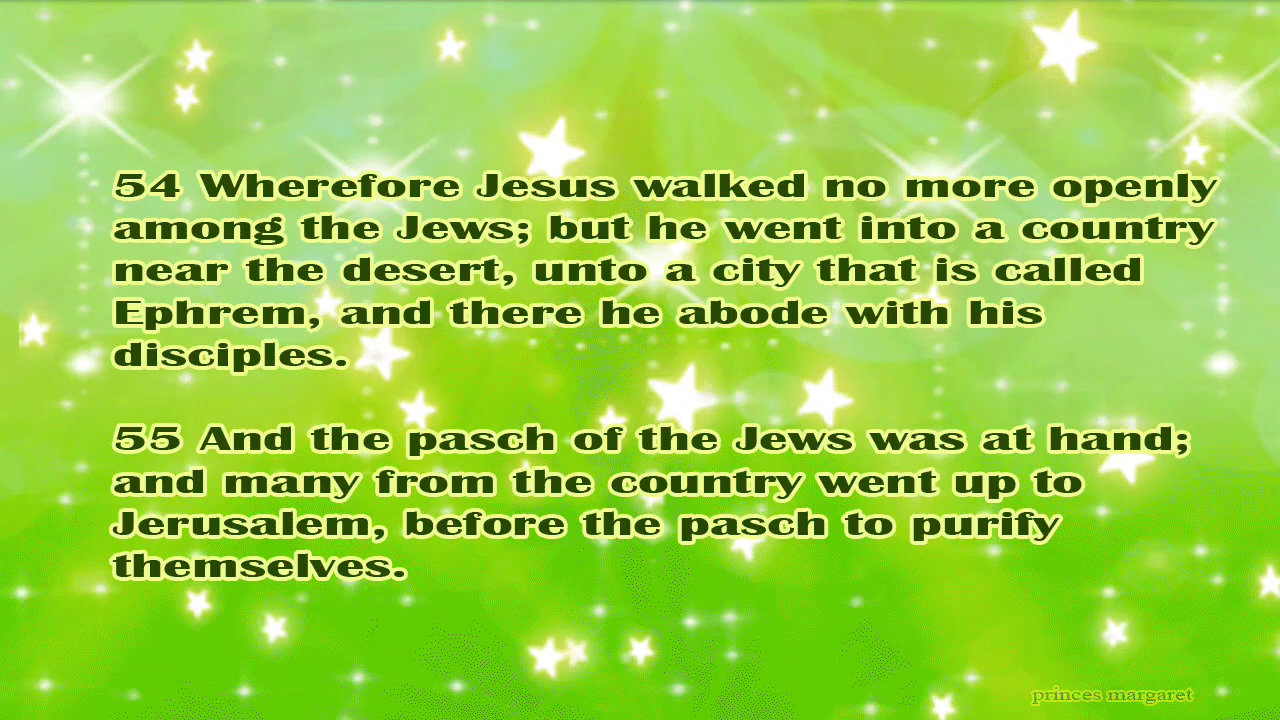 54 Wherefore Jesus walked no more openly
among the Jews; but he went into a country
near the desert, unto a city that is called
Ephrem, and there he abode with his
disciples.
55 And the pasch of the Jews was at hand;
and many from the country went up to
Jerusalem, before the pasch to purify
themselves.
princes margaret